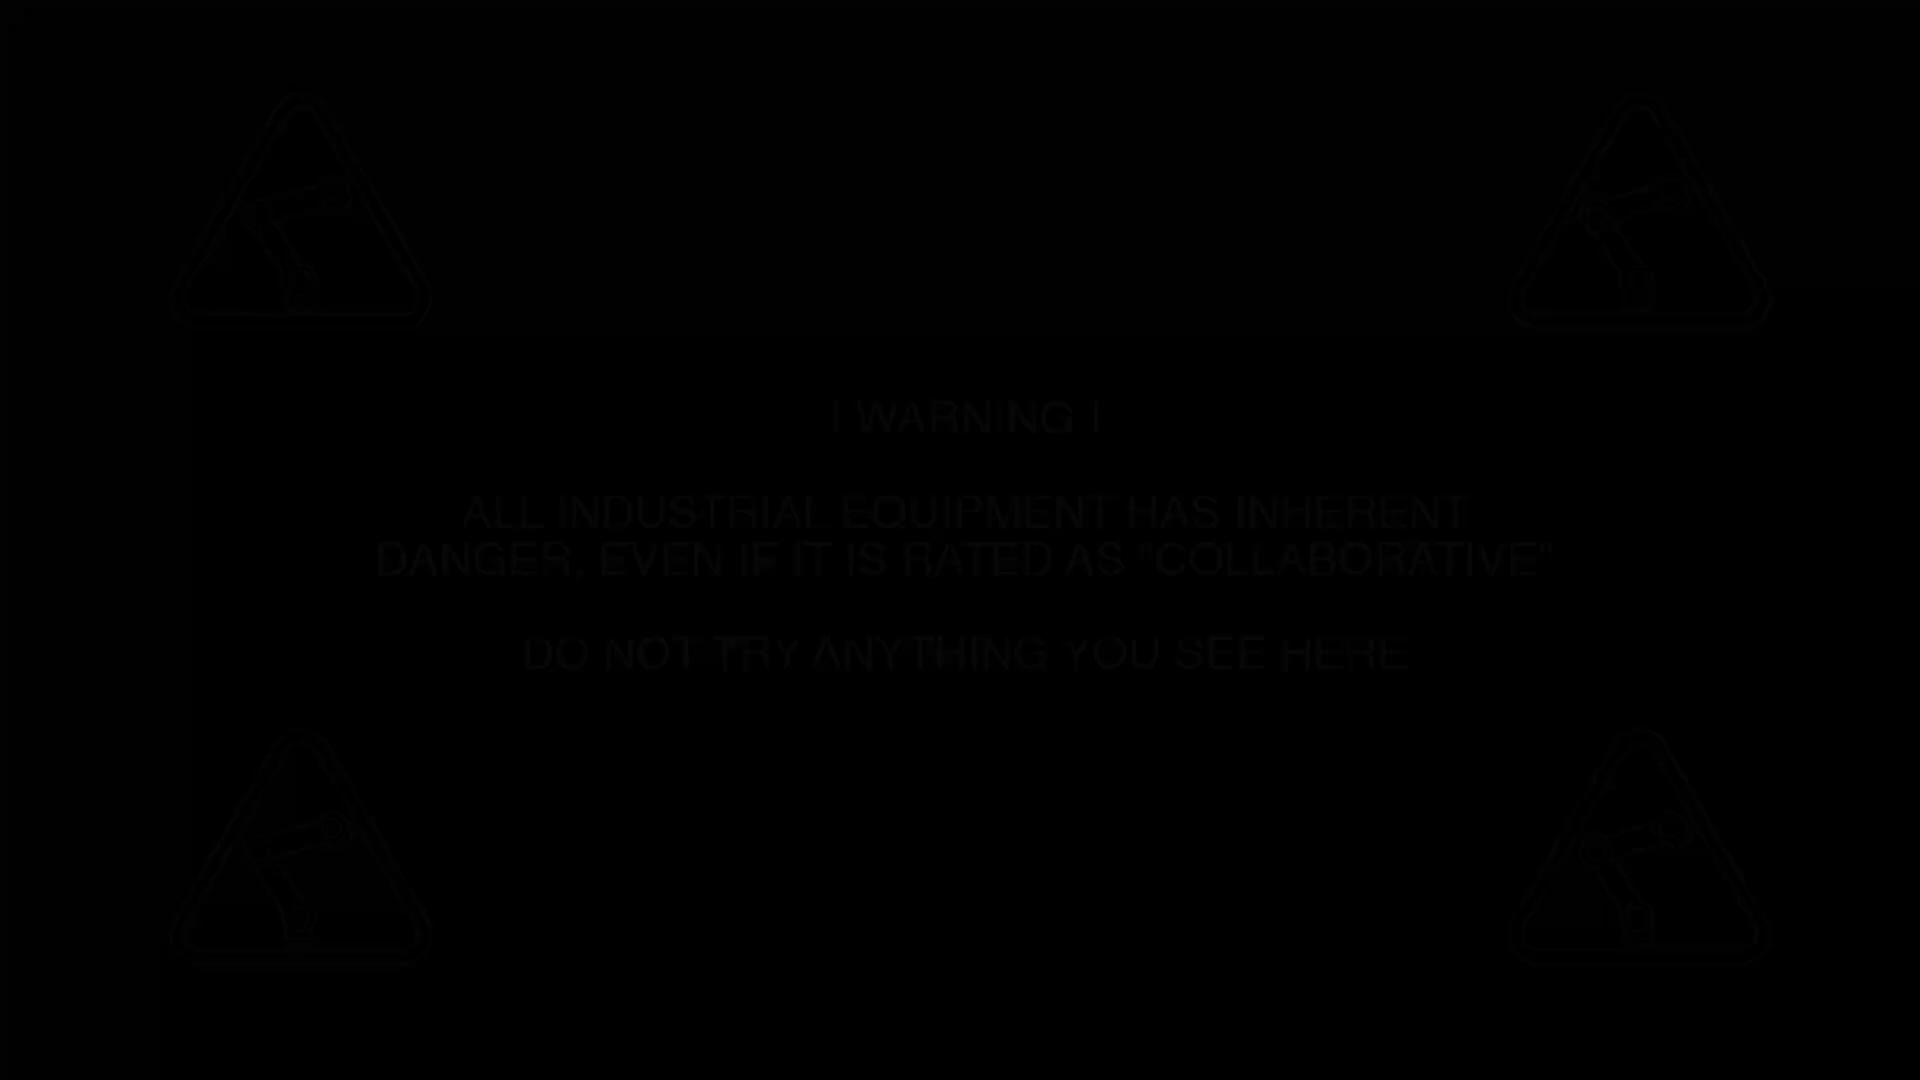 ! WARNING !
ALL INDUSTRIAL EQUIPMENT HAS INHERENT
DANGER, EVEN IF IT IS RATED AS "COLLABORATIVE"
DO NOT TRY ANYTHING YOU SEE HERE